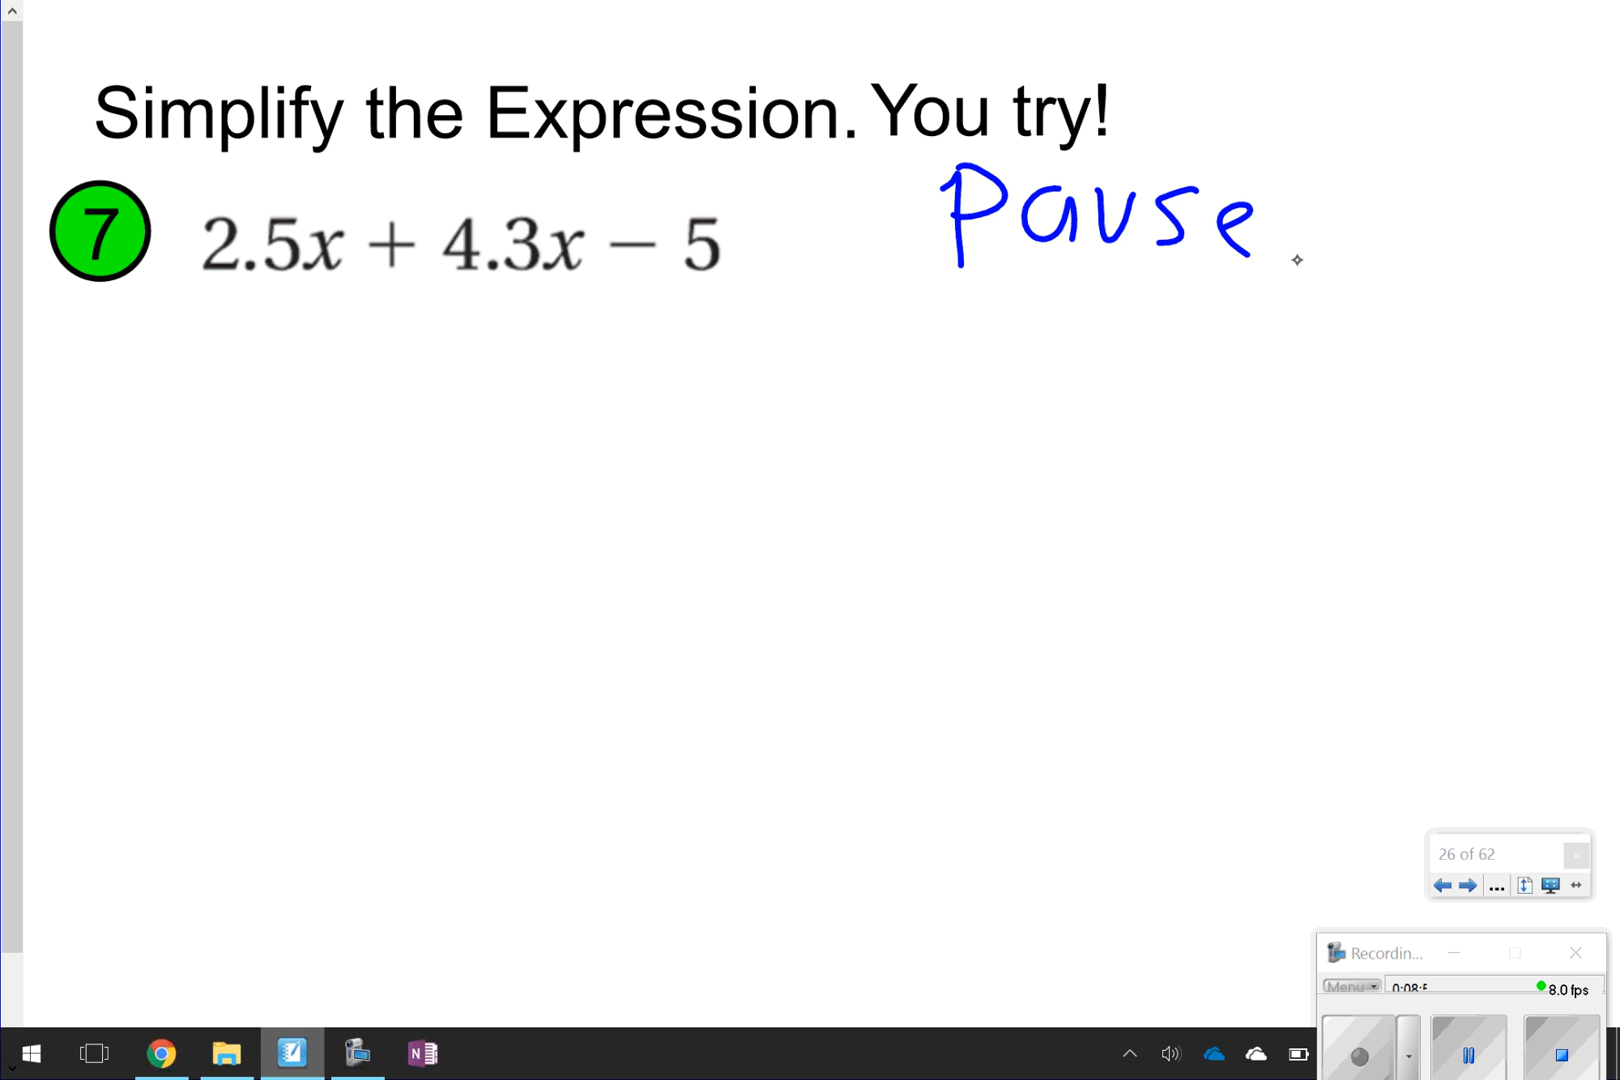 Simplify the Expression. You try!
Pause
7 2.5x + 4.3x − 5
26 of 62
Recordin...
Menu
8.0 fps